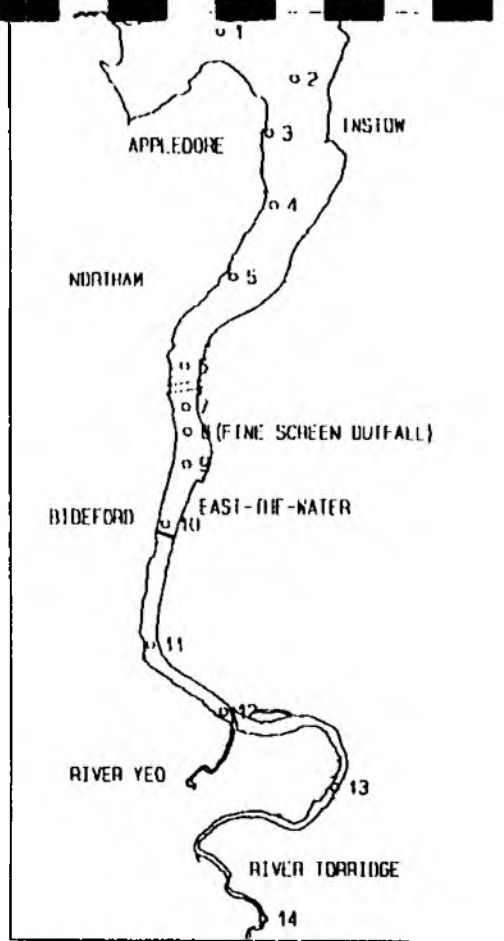 1
2
INSTOW
3
APPLEDORE
4
5
NORTHAM
6
7
8 (FINE SCREEN OUTFALL)
9
EAST-THE-WATER
BIDEFORD
10
11
12
RIVER YEO
13
RIVER TORRIDGE
14